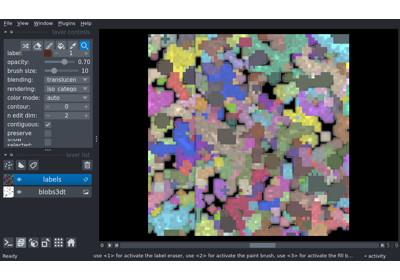 File View Plugins Window Help
layer controls
label: 1
opacity: 0.70
brush size: 10
blending: translucen
rendering: iso_catego
color mode: auto
contour: 0
n edit dim: 2
contiguous:
preserve
selected:
layer list
labels
blobs3dt
0
Ready
use <1> for activate the label eraser, use <2> for activate the paint brush, use <3> for activate the fill b...
activity